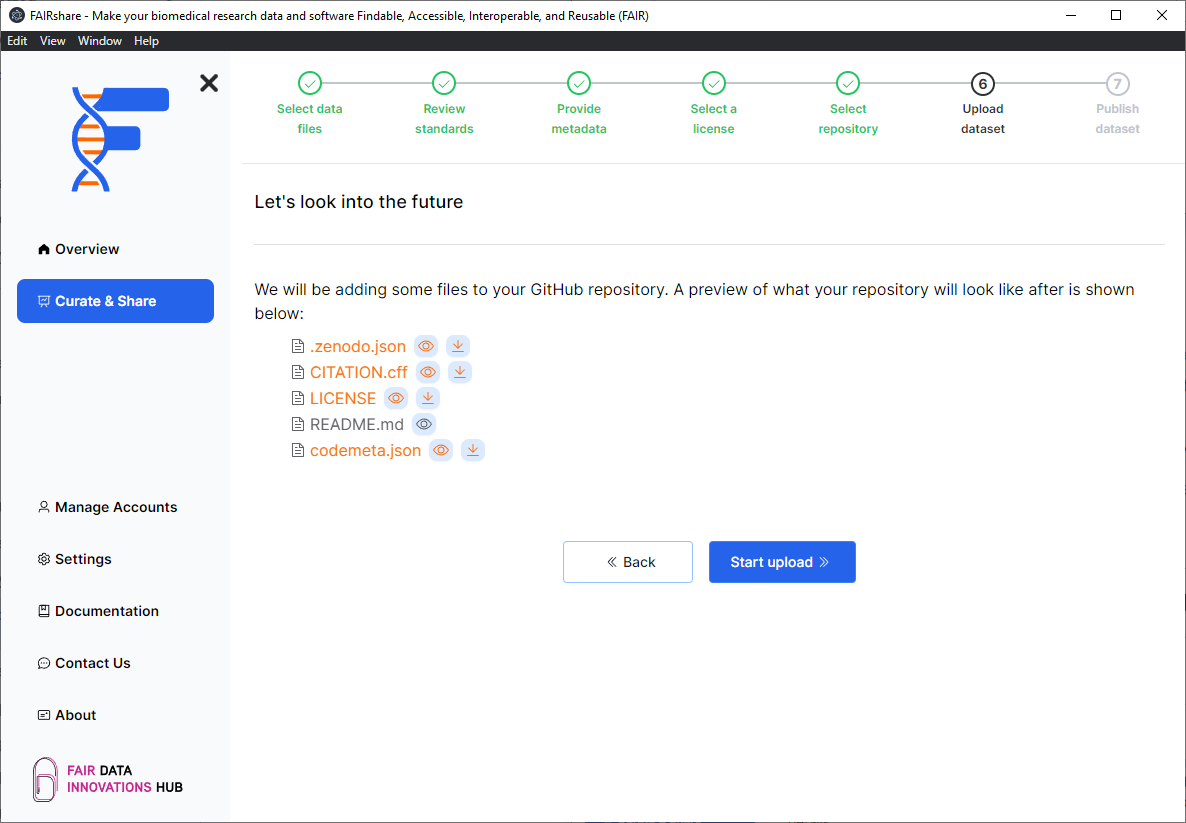 FAIRshare - Make your biomedical research data and software Findable, Accessible, Interoperable, and Reusable (FAIR)
Edit View Window Help
Select data
files
Review
standards
Provide
metadata
Select a
license
Select
repository
6
Upload
dataset
7
Publish
dataset
Overview
Curate & Share
Manage Accounts
Settings
Documentation
Contact Us
About
FAIR DATA
INNOVATIONS HUB
Let's look into the future
We will be adding some files to your GitHub repository. A preview of what your repository will look like after is shown
below:
.zenodo.json
CITATION.cff
LICENSE
README.md
codemeta.json
Back
Start upload